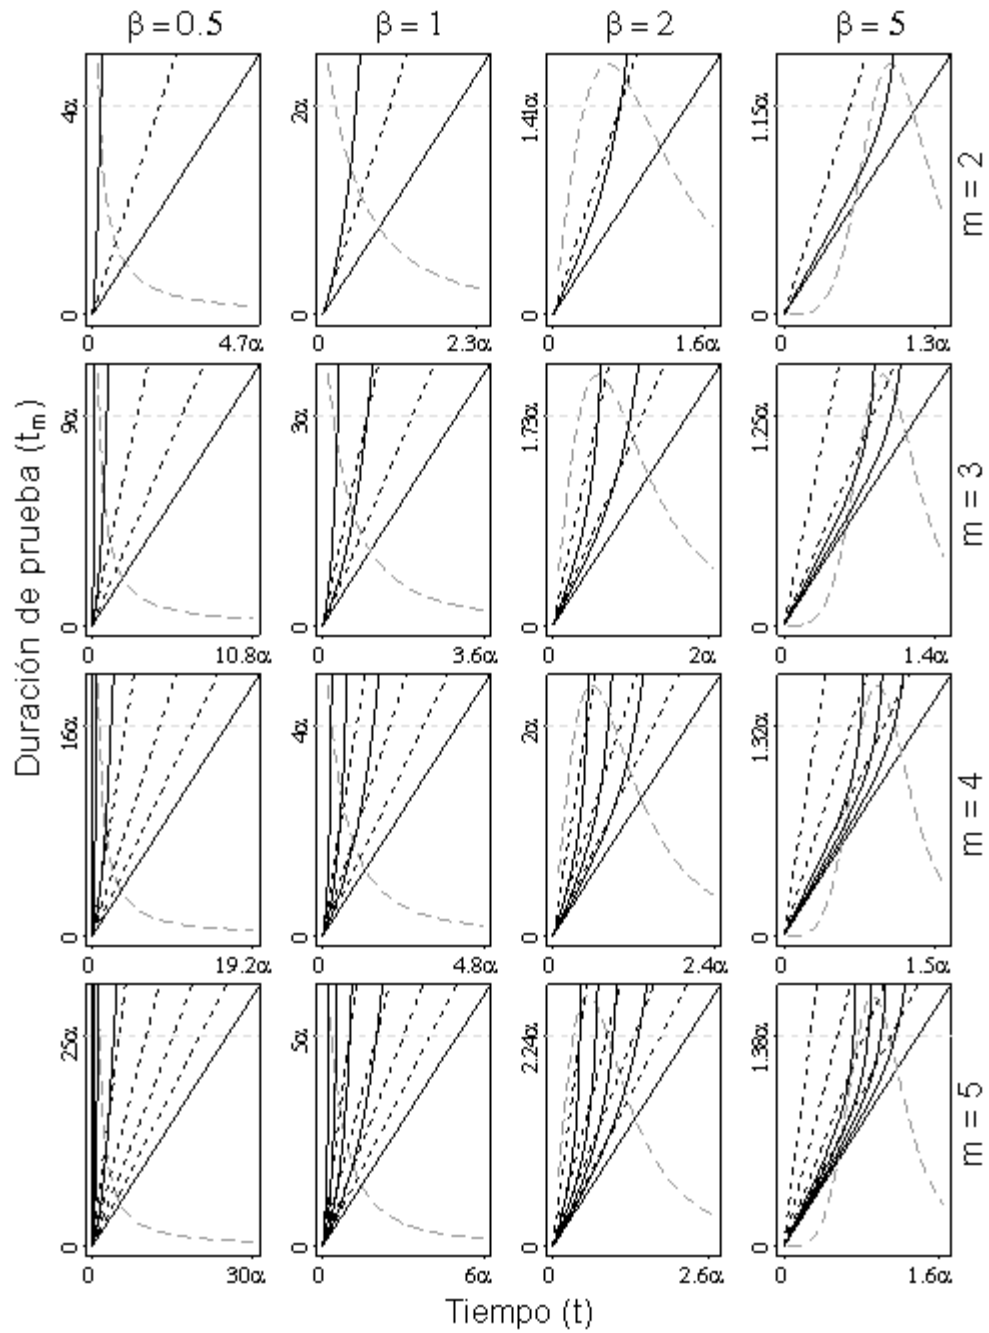 β = 0.5 β = 1 β = 2 β = 5
4α 2α 1.41α 1.15α
0 0 0 0
0 4.7α 0 2.3α 0 1.6α 0 1.3α
m = 2
9α 3α 1.73α 1.25α
0 0 0 0
0 10.8α 0 3.6α 0 2α 0 1.4α
m = 3
16α 4α 2α 1.32α
0 0 0 0
0 19.2α 0 4.8α 0 2.4α 0 1.5α
m = 4
25α 5α 2.24α 1.38α
0 0 0 0
0 30α 0 6α 0 2.6α 0 1.6α
m = 5
Duración de prueba (tm)
Tiempo (t)